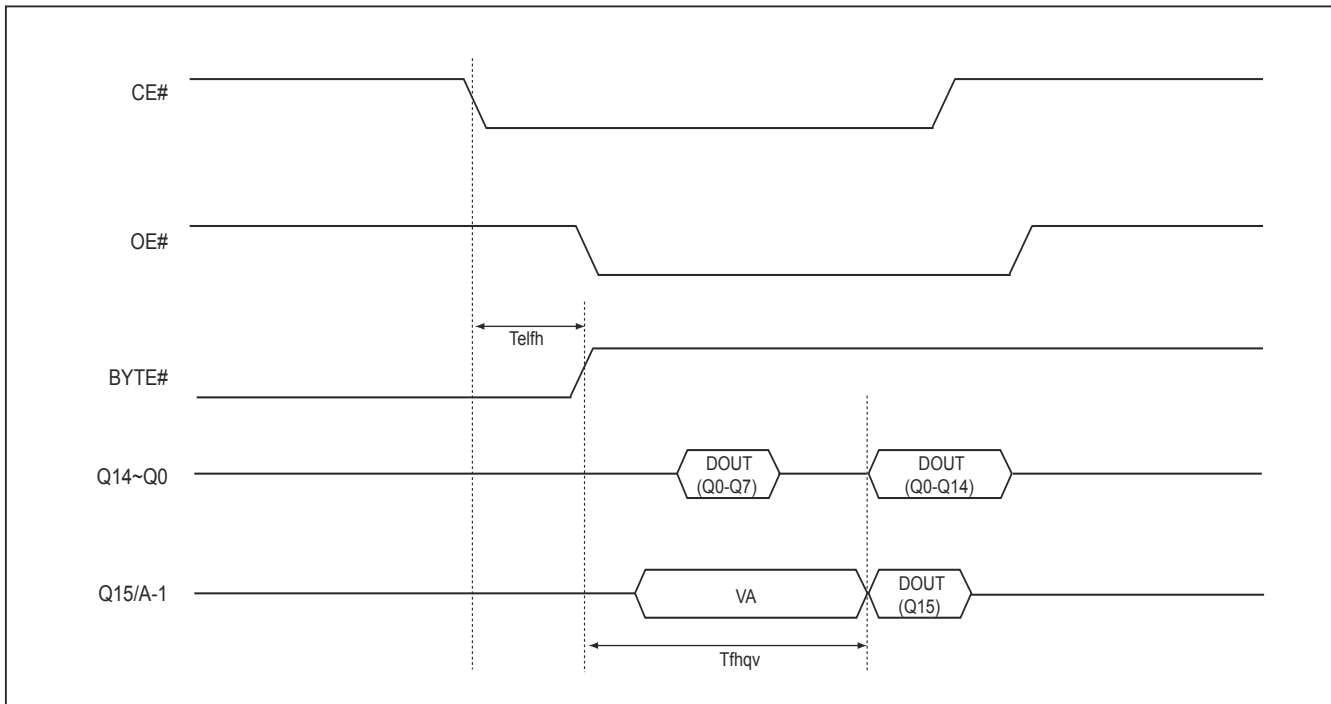 CE#
OE#
Telfh
BYTE#
Q14~Q0
DOUT
(Q0-Q7)
DOUT
(Q0-Q14)
Q15/A-1
VA
DOUT
(Q15)
Tfhqv